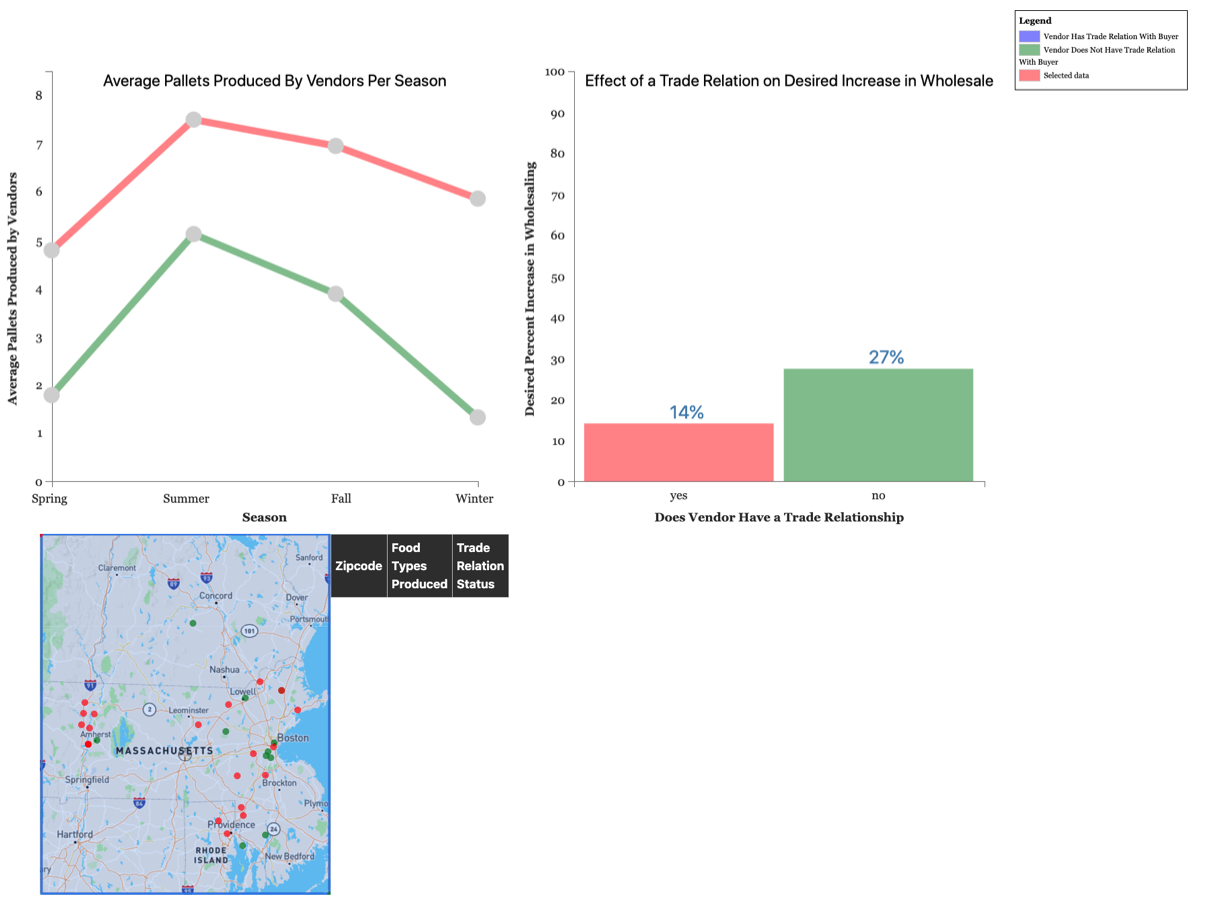 Legend
Vendor Has Trade Relation With Buyer
Vendor Does Not Have Trade Relation
With Buyer
Selected data
Average Pallets Produced By Vendors Per Season
Average Pallets Produced by Vendors
8
7
6
5
4
3
2
1
0
Spring
Summer
Fall
Winter
Season
Effect of a Trade Relation on Desired Increase in Wholesale
Desired Percent Increase in Wholesaling
100
90
80
70
60
50
40
30
20
10
0
14%
27%
yes
no
Does Vendor Have a Trade Relationship
Zipcode
Food
Types
Produced
Trade
Relation
Status
Sanford
Claremont
89
93
Concord
Dover
Portsmout
101
Nashua
91
Lowell
2
Leominster
Amherst
Boston
MASSACHUSETTS
Springfield
Brockton
84
Plymo
Providence
24
Hartford
RHODE
ISLAND
New Bedford
ry
95